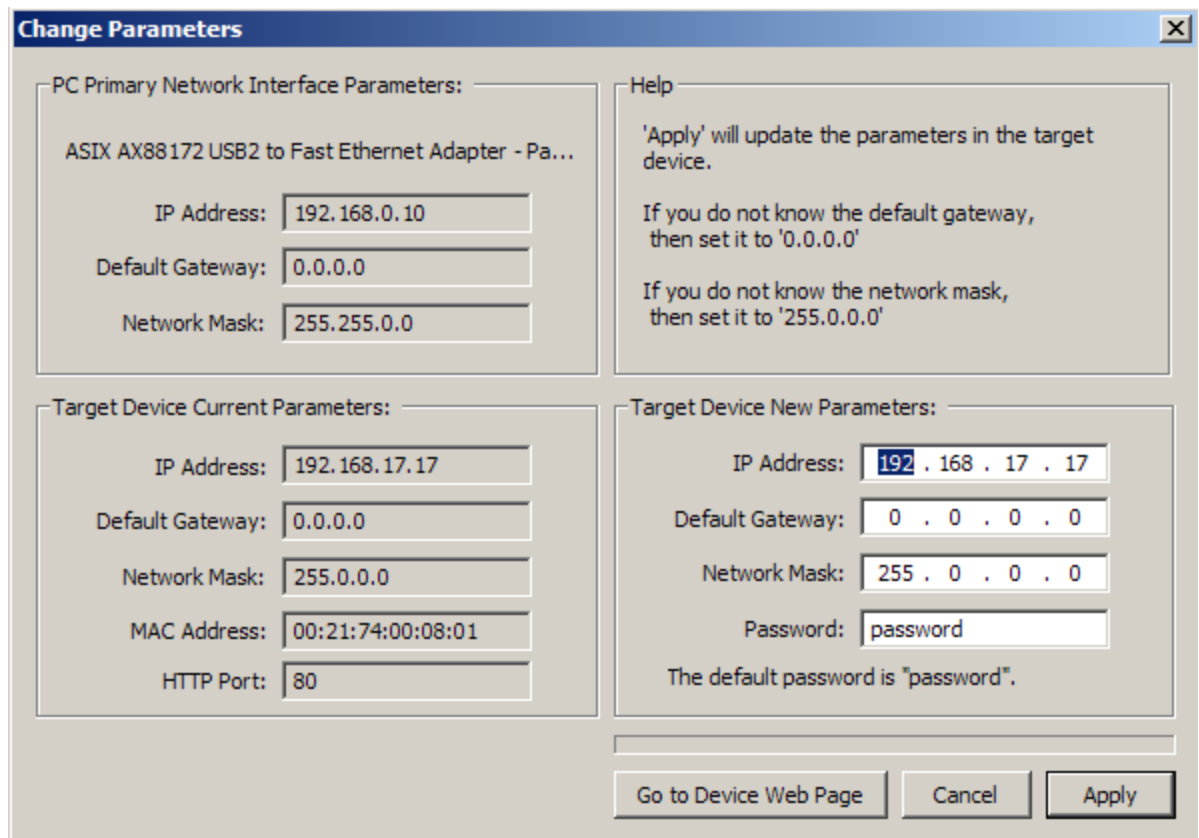 Change Parameters
PC Primary Network Interface Parameters:
ASIX AX88172 USB2 to Fast Ethernet Adapter - Pa...
IP Address: 192.168.0.10
Default Gateway: 0.0.0.0
Network Mask: 255.255.0.0
Help
'Apply' will update the parameters in the target
device.
If you do not know the default gateway,
then set it to '0.0.0.0'
If you do not know the network mask,
then set it to '255.0.0.0'
Target Device Current Parameters:
IP Address: 192.168.17.17
Default Gateway: 0.0.0.0
Network Mask: 255.0.0.0
MAC Address: 00:21:74:00:08:01
HTTP Port: 80
Target Device New Parameters:
IP Address: 192 . 168 . 17 . 17
Default Gateway: 0 . 0 . 0 . 0
Network Mask: 255 . 0 . 0 . 0
Password: password
The default password is "password".
Go to Device Web Page
Cancel
Apply